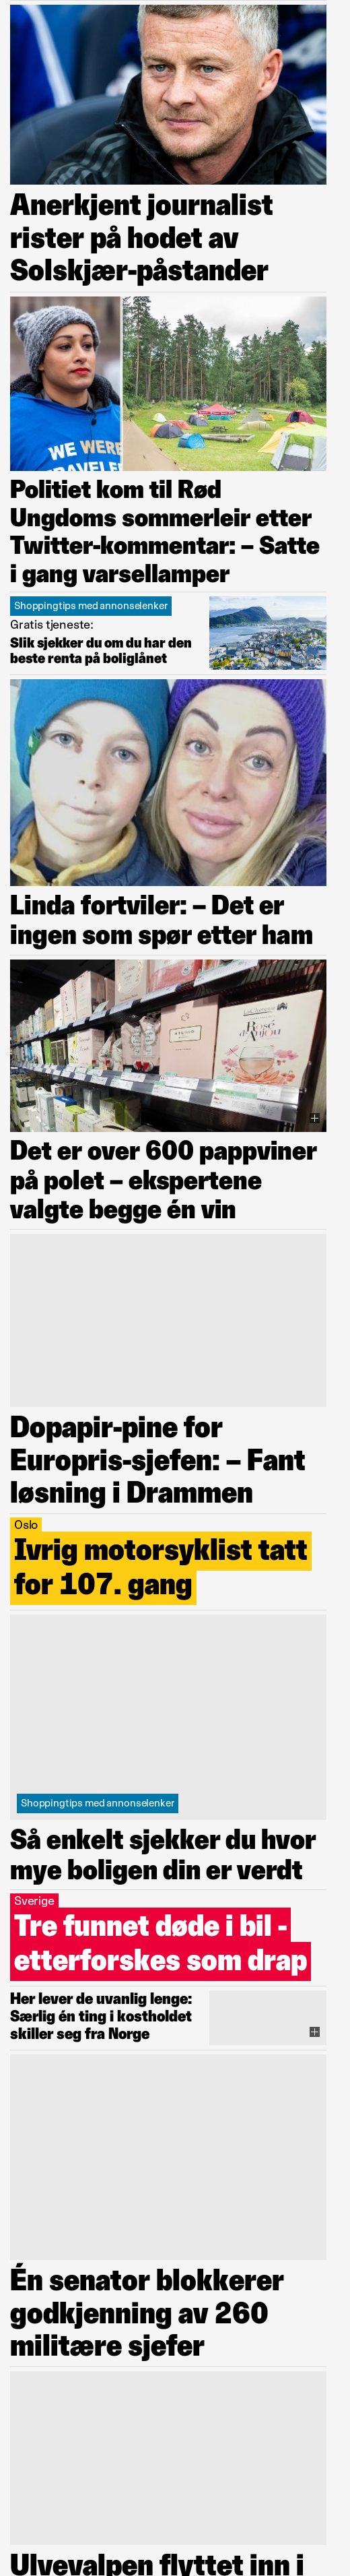 Anerkjent journalist
rister på hodet av
Solskjær-påstander
WE WERE
Politiet kom til Rød
Ungdoms sommerleir etter
Twitter-kommentar: – Satte
i gang varsellamper
Shoppingtips med annonselenker
Gratis tjeneste:
Slik sjekker du om du har den
beste renta på boliglånet
Linda fortviler: – Det er
ingen som spør etter ham
Rosé
d'Anjou
Det er over 600 pappviner
på polet – ekspertene
valgte begge én vin
Dopapir-pine for
Europris-sjefen: – Fant
løsning i Drammen
Oslo
Ivrig motorsyklist tatt
for 107. gang
Shoppingtips med annonselenker
Så enkelt sjekker du hvor
mye boligen din er verdt
Sverige
Tre funnet døde i bil -
etterforskes som drap
Her lever de uvanlig lenge:
Særlig én ting i kostholdet
skiller seg fra Norge
Én senator blokkerer
godkjenning av 260
militære sjefer
Ulvevalpen flyttet inn i